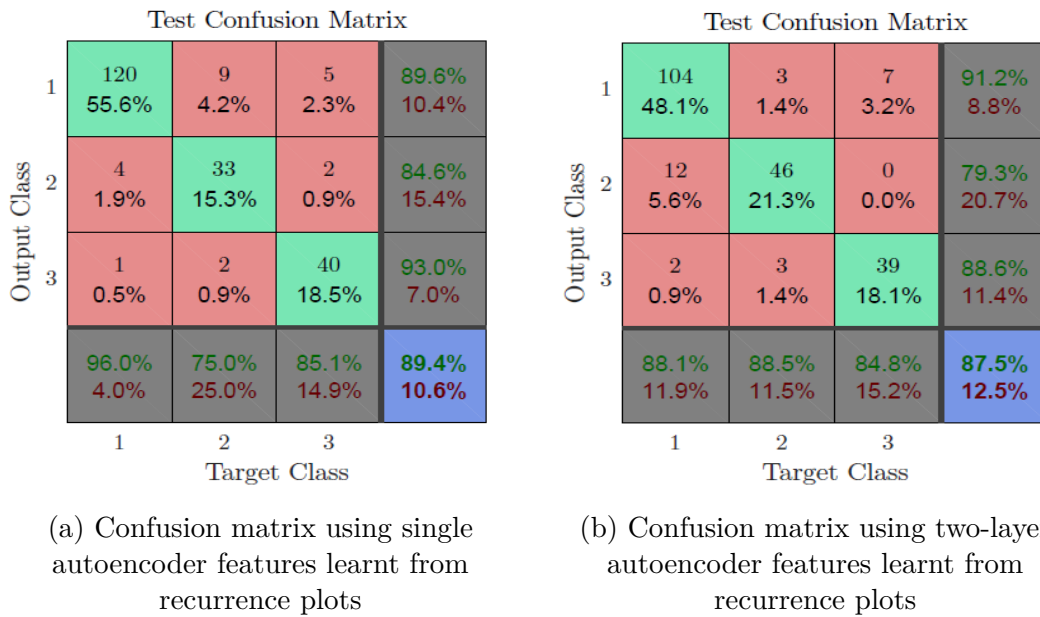 Test Confusion Matrix
120 9 5 89.6%
1
55.6% 4.2% 2.3% 10.4%
4 33 2 84.6%
2
1.9% 15.3% 0.9% 15.4%
1 2 40 93.0%
3
0.5% 0.9% 18.5% 7.0%
96.0% 75.0% 85.1% 89.4%
4.0% 25.0% 14.9% 10.6%
1 2 3
Output Class
Target Class
(a) Confusion matrix using single
autoencoder features learnt from
recurrence plots
Test Confusion Matrix
104 3 7 91.2%
1
48.1% 1.4% 3.2% 8.8%
12 46 0 79.3%
2
5.6% 21.3% 0.0% 20.7%
2 3 39 88.6%
3
0.9% 1.4% 18.1% 11.4%
88.1% 88.5% 84.8% 87.5%
11.9% 11.5% 15.2% 12.5%
1 2 3
Output Class
Target Class
(b) Confusion matrix using two-laye
autoencoder features learnt from
recurrence plots